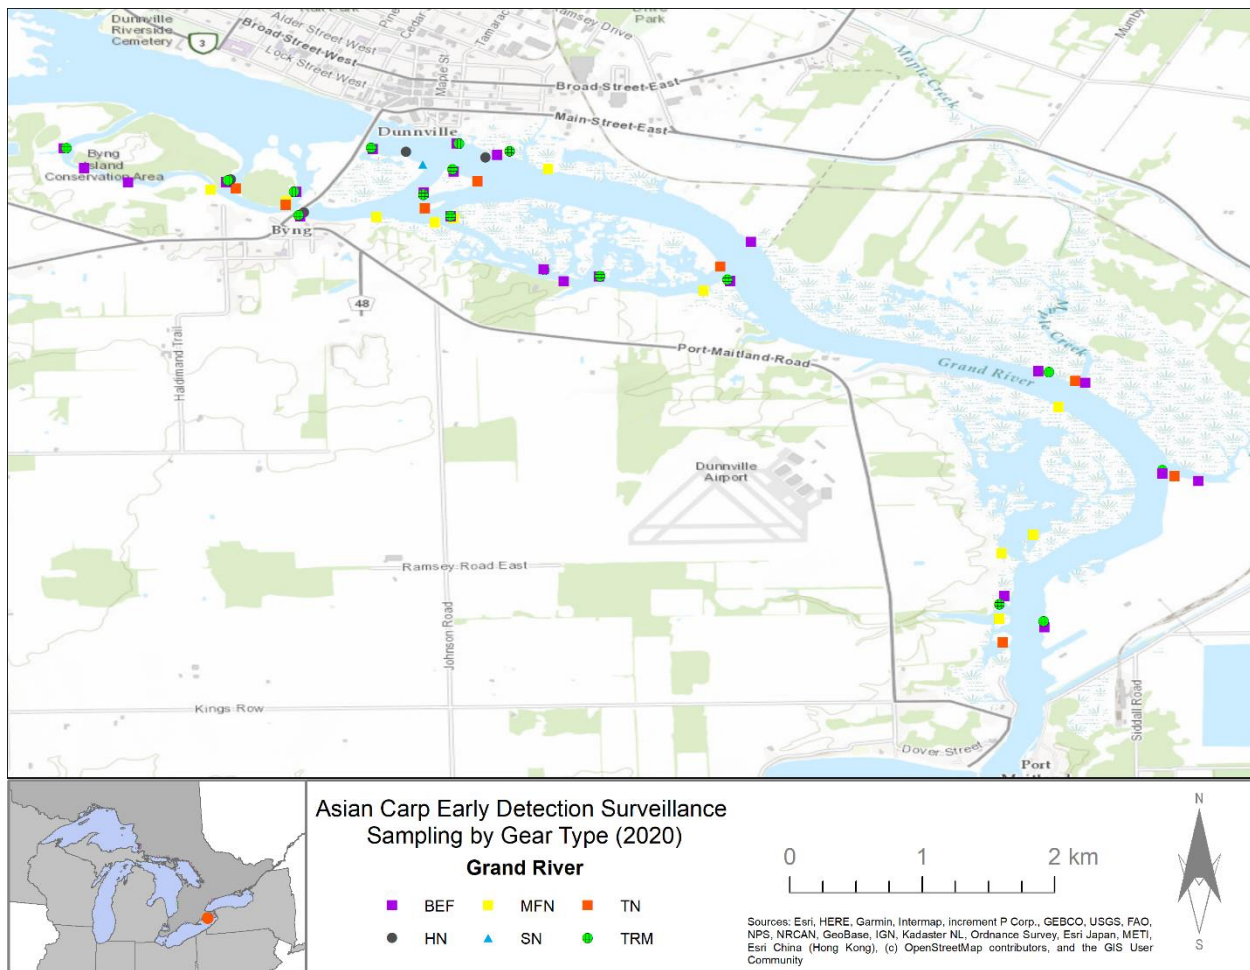 Dunnville
Riverside
Cemetery
3
Alder Street West
Broad-Street-West
Lock Street West
Cedar
Maple St
Tamarac
Ramsey Drive
Park
Mumby
Maple Creek
Broad-Street-East
Main-Street-East
Dunnville
Byng
Island
Conservation Area
Byng
48
Haldimand Trail
Port-Maitland-Road
Grand River
Dunnville
Airport
Ramsey Road East
Johnson Road
Kings Row
Siddall Road
Dover Street
Port
Asian Carp Early Detection Surveillance
Sampling by Gear Type (2020)
Grand River
BEF
MFN
TN
HN
SN
TRM
0 1 2 km
N
S
Sources: Esri, HERE, Garmin, Intermap, increment P Corp., GEBCO, USGS, FAO,
NPS, NRCAN, GeoBase, IGN, Kadaster NL, Ordnance Survey, Esri Japan, METI,
Esri China (Hong Kong), (c) OpenStreetMap contributors, and the GIS User
Community